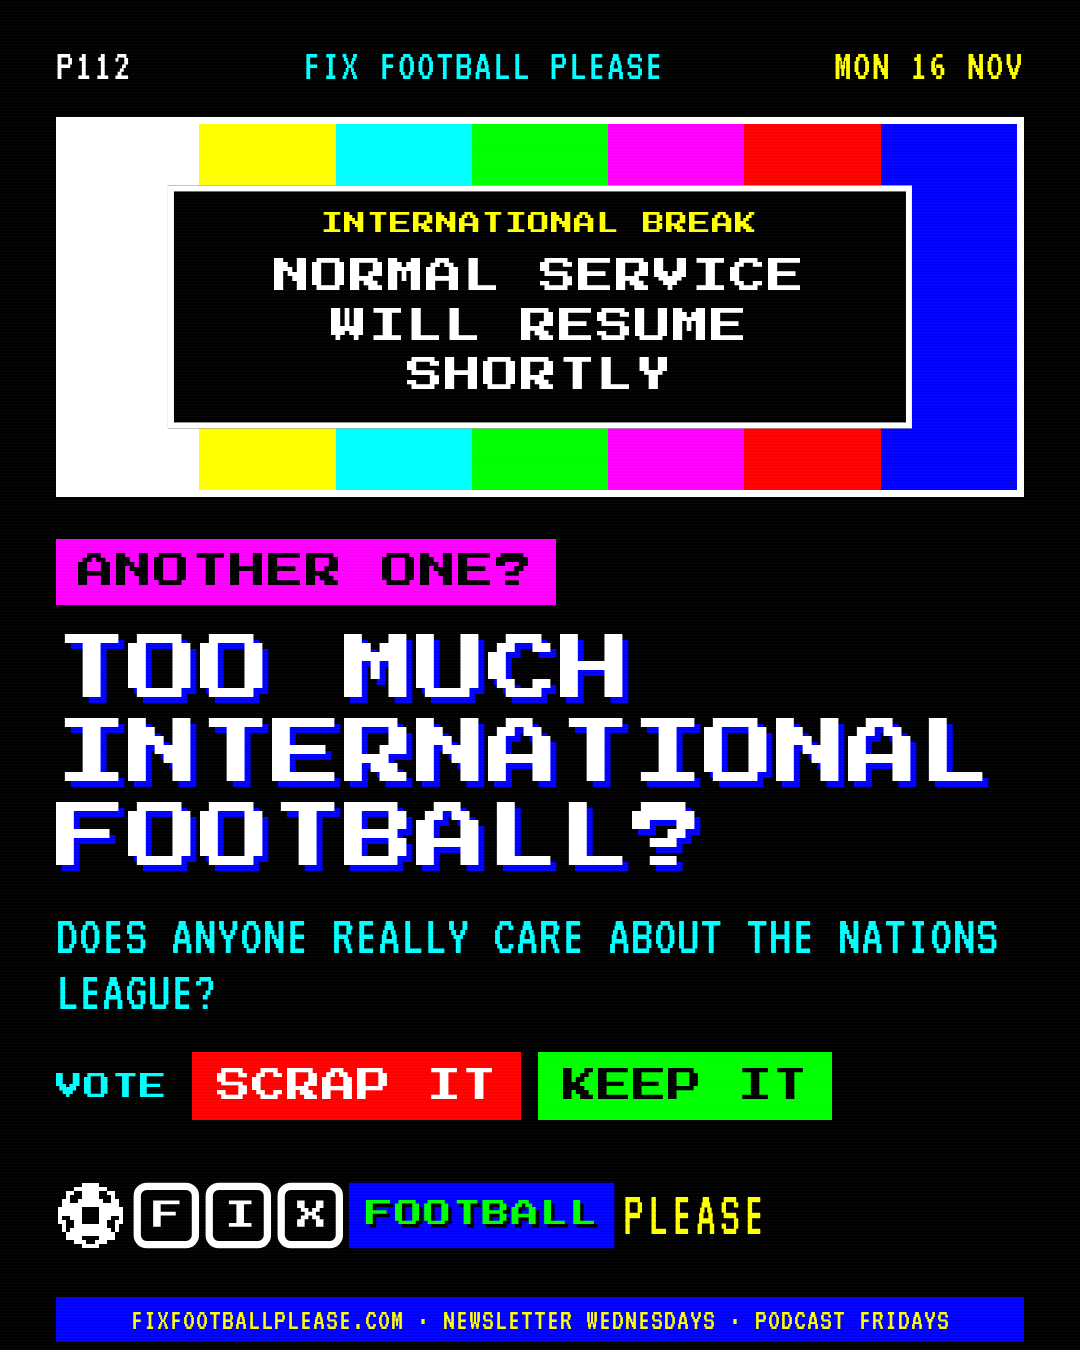 P112 FIX FOOTBALL PLEASE MON 16 NOV
INTERNATIONAL BREAK
NORMAL SERVICE
WILL RESUME
SHORTLY
ANOTHER ONE?
TOO MUCH
INTERNATIONAL
FOOTBALL?
DOES ANYONE REALLY CARE ABOUT THE NATIONS
LEAGUE?
VOTE SCRAP IT KEEP IT
FIX FOOTBALL PLEASE
FIXFOOTBALLPLEASE.COM · NEWSLETTER WEDNESDAYS · PODCAST FRIDAYS